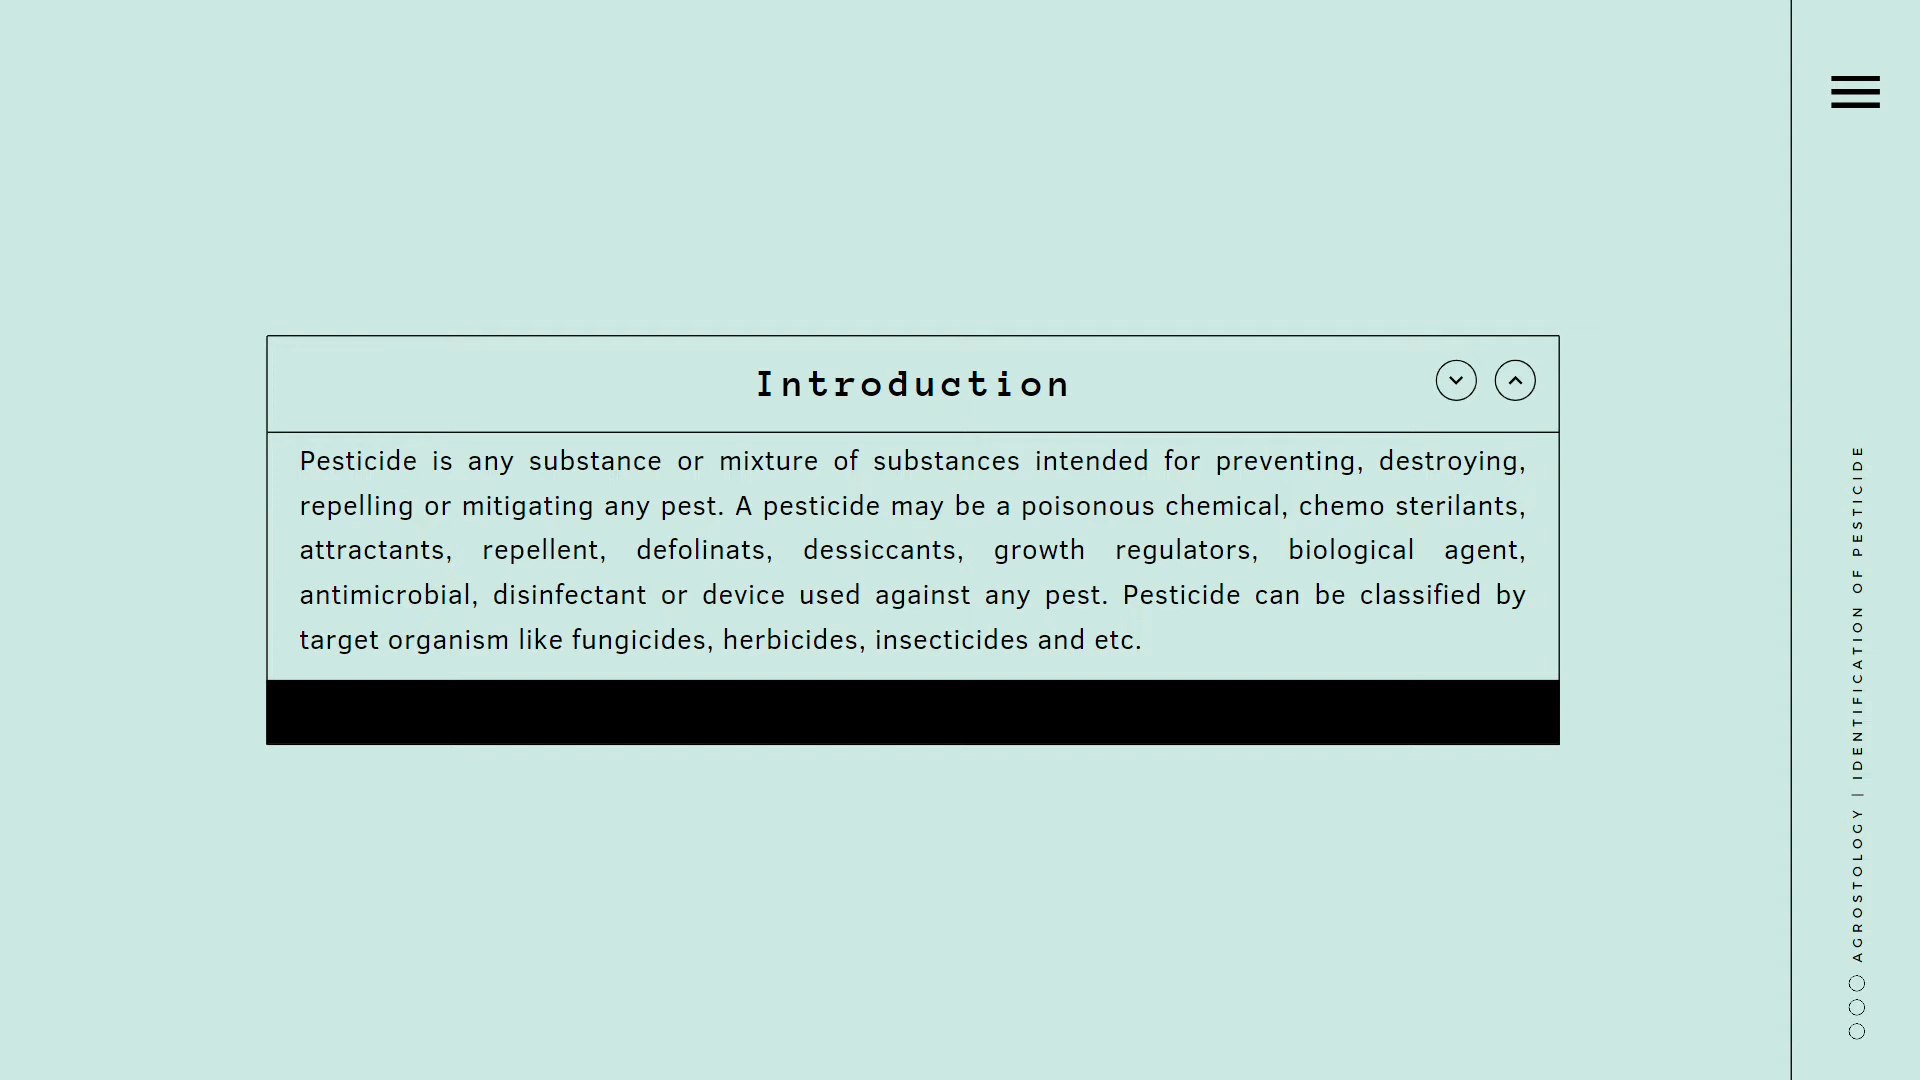 Introduction
Pesticide is any substance or mixture of substances intended for preventing, destroying,
repelling or mitigating any pest. A pesticide may be a poisonous chemical, chemo sterilants,
attractants, repellent, defolinats, dessiccants, growth regulators, biological agent,
antimicrobial, disinfectant or device used against any pest. Pesticide can be classified by
target organism like fungicides, herbicides, insecticides and etc.
AGROSTOLOGY | IDENTIFICATION OF PESTICIDE